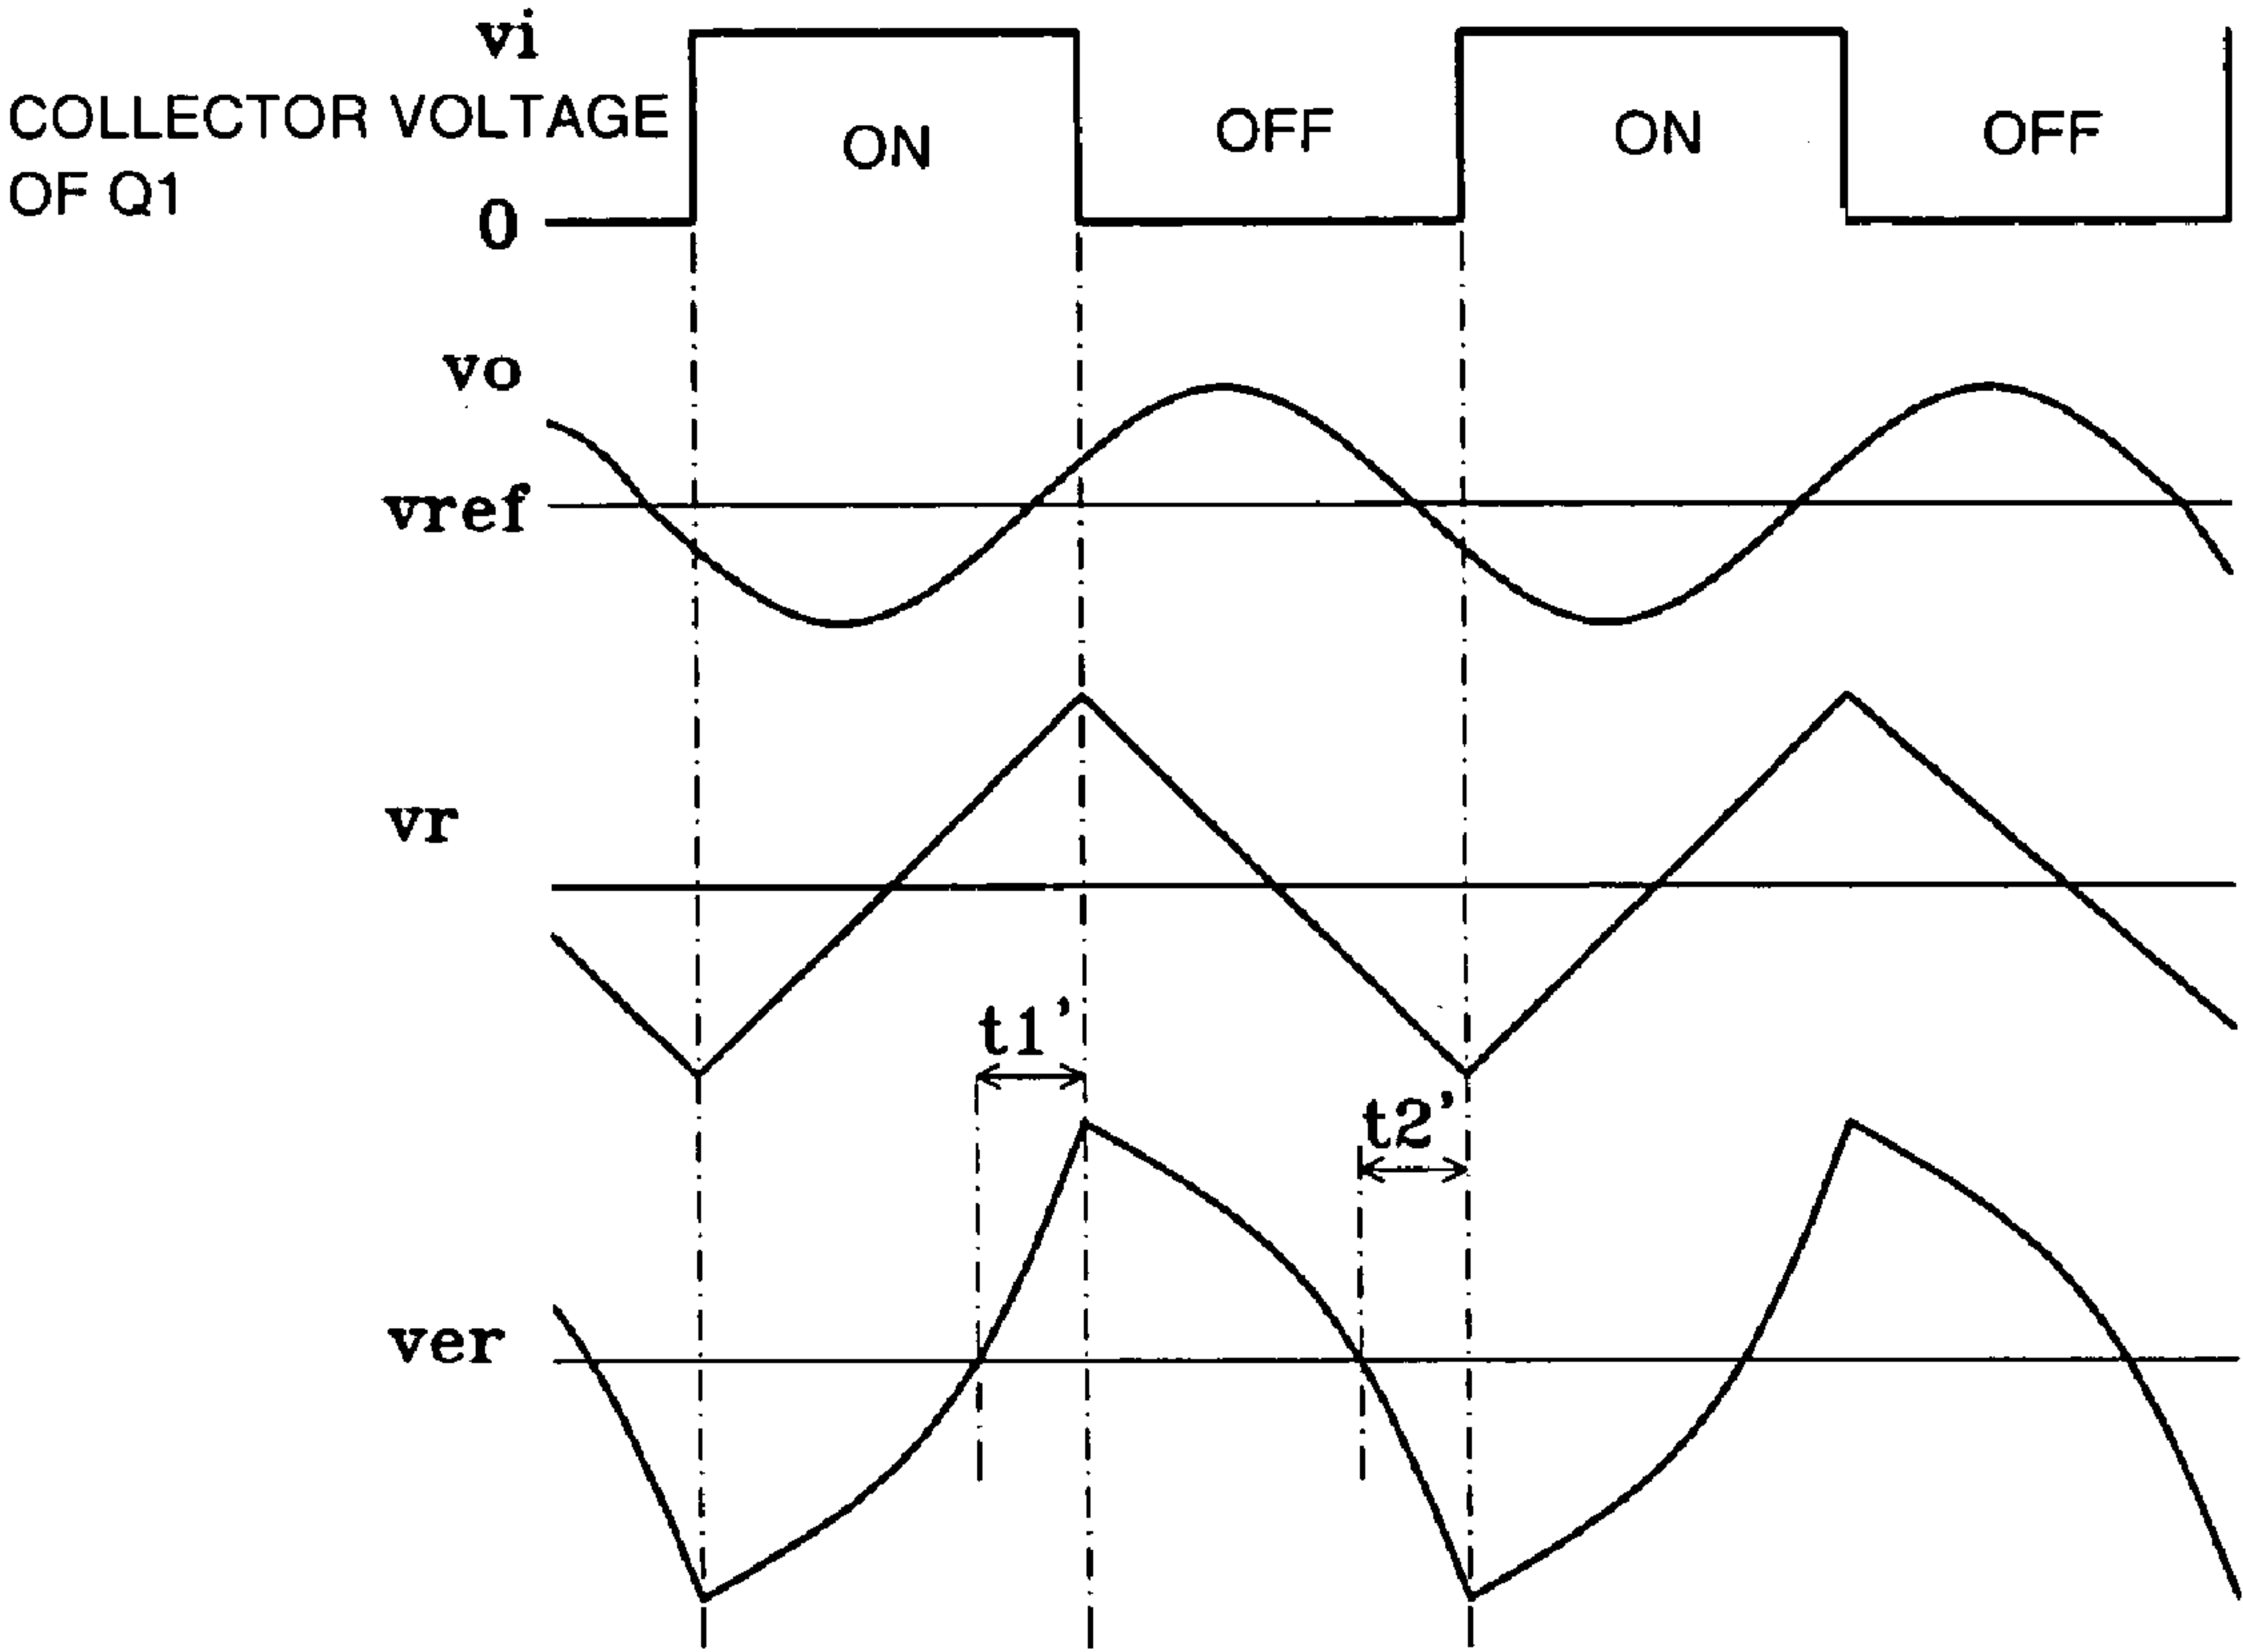 vi
COLLECTOR VOLTAGE
OF Q1
0
ON
OFF
ON
OFF
vo
vref
vr
t1'
t2'
ver